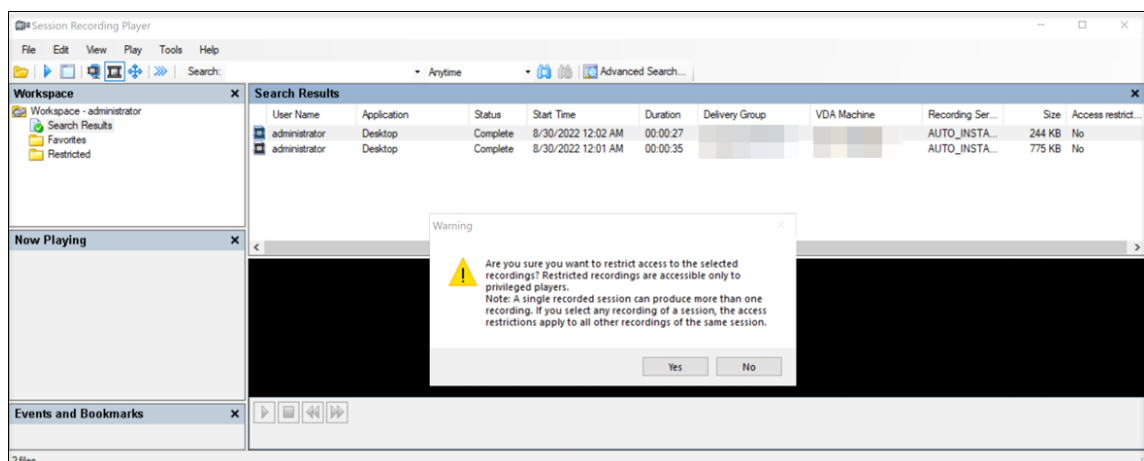 Session Recording Player
File Edit View Play Tools Help
Search: Anytime Advanced Search...
Workspace
Workspace - administrator
Search Results
Favorites
Restricted
Search Results
User Name Application Status Start Time Duration Delivery Group VDA Machine Recording Ser... Size Access restrict...
administrator Desktop Complete 8/30/2022 12:02 AM 00:00:27 AUTO_INSTA... 244 KB No
administrator Desktop Complete 8/30/2022 12:01 AM 00:00:35 AUTO_INSTA... 775 KB No
Now Playing
Warning
Are you sure you want to restrict access to the selected
recordings? Restricted recordings are accessible only to
privileged players.
Note: A single recorded session can produce more than one
recording. If you select any recording of a session, the access
restrictions apply to all other recordings of the same session.
Yes No
Events and Bookmarks
2 files